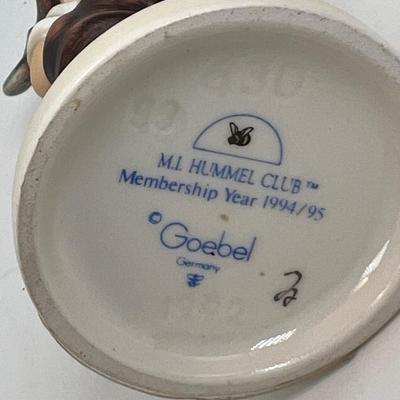 M.I. HUMMEL CLUB™
Membership Year 1994/95
©
Goebel
Germany